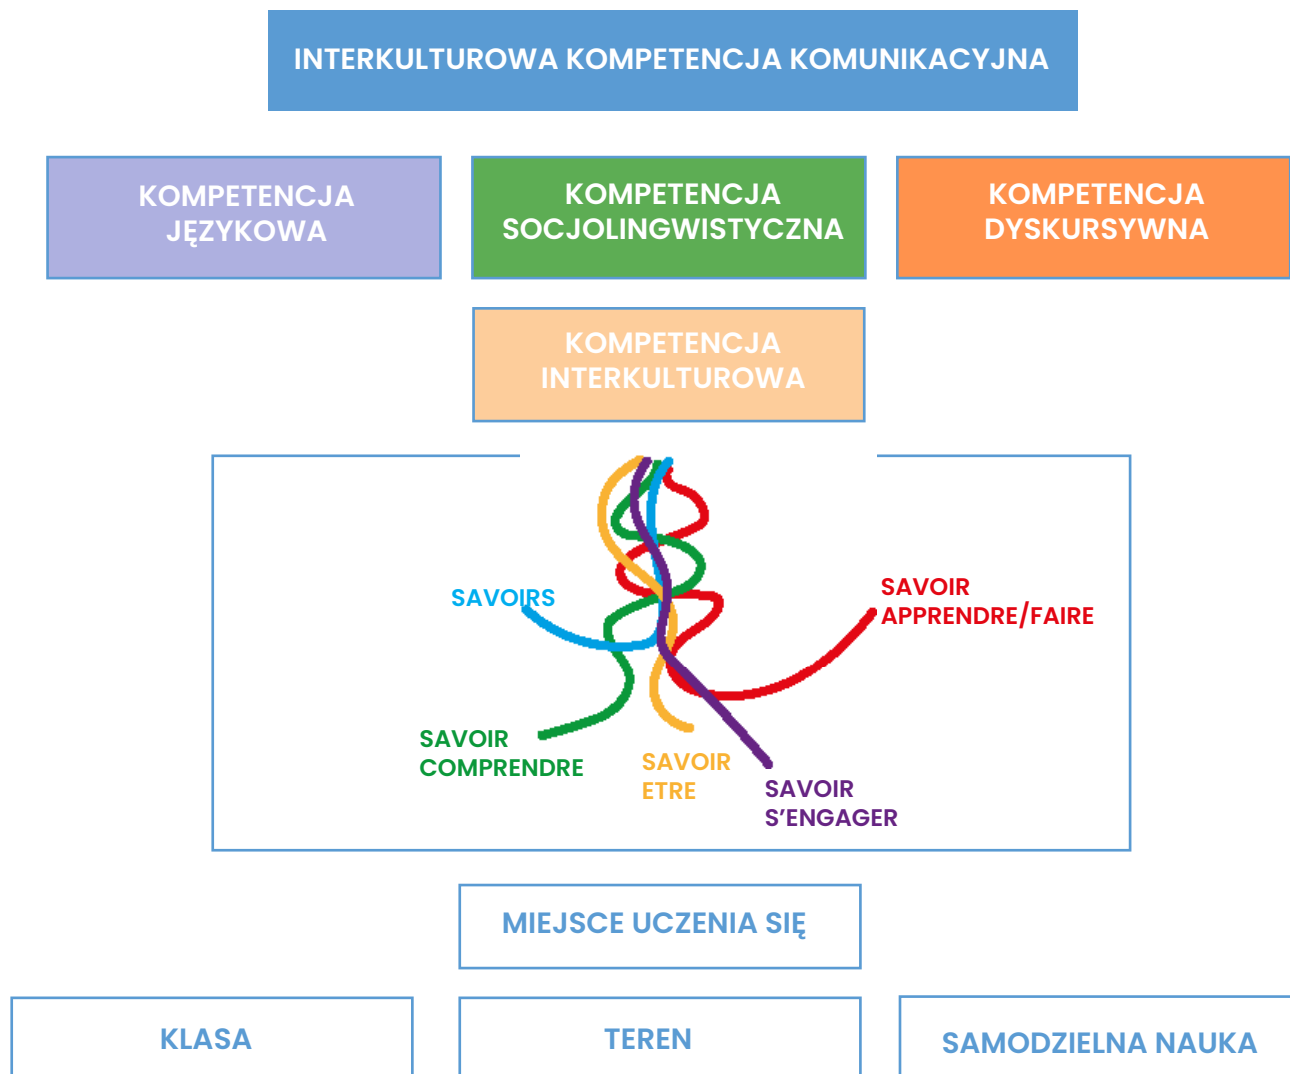 INTERKULTUROWA KOMPETENCJA KOMUNIKACYJNA
KOMPETENCJA
JĘZYKOWA
KOMPETENCJA
SOCJOLINGWISTYCZNA
KOMPETENCJA
DYSKURSYWNA
KOMPETENCJA
INTERKULTUROWA
SAVOIRS
SAVOIR
APPRENDRE/FAIRE
SAVOIR
COMPRENDRE
SAVOIR
ETRE
SAVOIR
S'ENGAGER
MIEJSCE UCZENIA SIĘ
KLASA
TEREN
SAMODZIELNA NAUKA